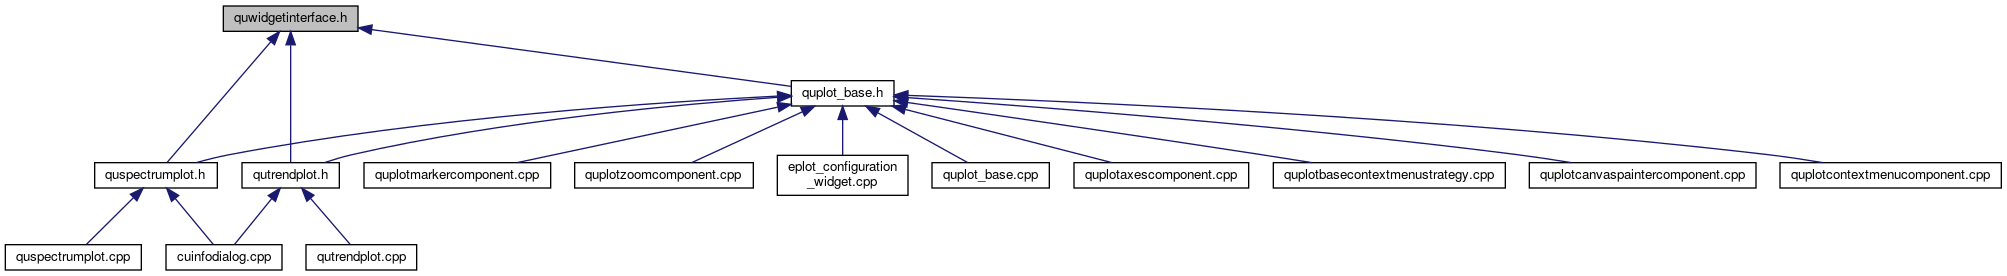 quwidgetinterface.h
quplot_base.h
quspectrumplot.h
qutrendplot.h
quplotmarkercomponent.cpp
quplotzoomcomponent.cpp
eplot_configuration
_widget.cpp
quplot_base.cpp
quplotaxescomponent.cpp
quplotbasecontextmenustrategy.cpp
quplotcanvaspaintercomponent.cpp
quplotcontextmenucomponent.cpp
quspectrumplot.cpp
cuinfodialog.cpp
qutrendplot.cpp